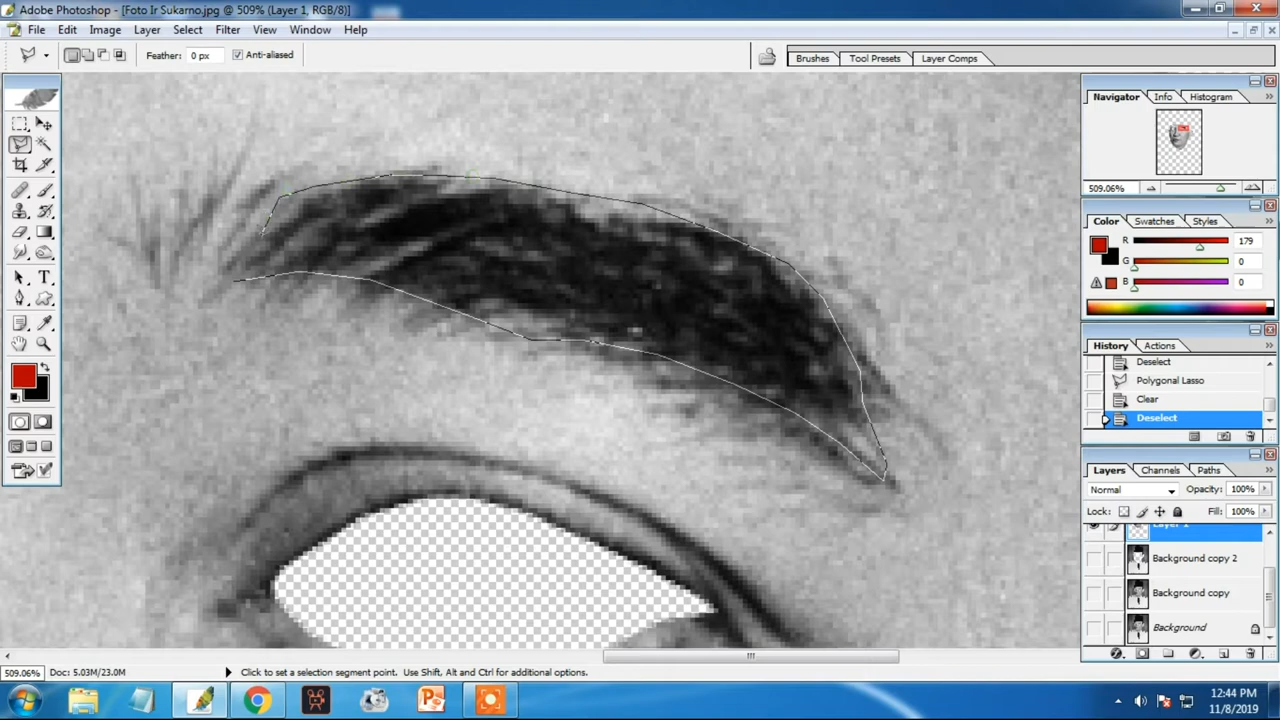 Adobe Photoshop - [Foto Ir Sukarno.jpg @ 509% (Layer 1, RGB/8)]
File Edit Image Layer Select Filter View Window Help
Feather: 0 px Anti-aliased
Brushes Tool Presets Layer Comps
Navigator Info Histogram
509.06%
Color Swatches Styles
R 179
G 0
B 0
History Actions
Deselect
Polygonal Lasso
Clear
Deselect
Layers Channels Paths
Normal Opacity: 100%
Lock: Fill: 100%
Layer 1
Background copy 2
Background copy
Background
509.06% Doc: 5.03M/23.0M Click to set a selection segment point. Use Shift, Alt and Ctrl for additional options.
12:44 PM
11/8/2019